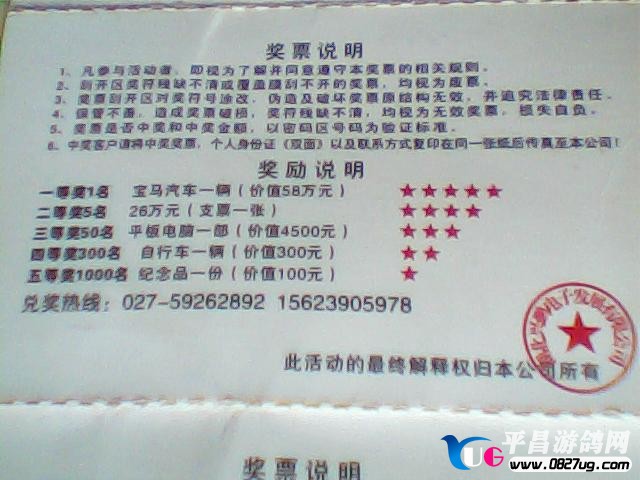 奖票说明
1、凡参与活动者，即视为了解并同意遵守本奖票的相关规则。
2、刮开区奖符残缺不清或覆盖膜刮不开的奖票，均视为废票。
3、奖票刮开区对奖符号涂改，伪造及破坏奖票原结构无效，并追究法律责任。
4、保管不善，造成奖票破损，奖符残缺不清，均视为无效奖票，损失自负。
5、奖票是否中奖和中奖金额，以密码区号码为验证标准。
6、中奖客户请将中奖奖票，个人身份证（双面）以及联系方式复印在同一张纸后传真至本公司！
奖励说明
一等奖1名 宝马汽车一辆（价值58万元）★★★★★
二等奖5名 26万元（支票一张）★★★★
三等奖50名 平板电脑一部（价值4500元）★★★
四等奖300名 自行车一辆（价值300元）★★
五等奖1000名 纪念品一份（价值100元）★
兑奖热线：027-59262892 15623905978
电子发展有限公司
此活动的最终解释权归本公司所有
奖票说明
YUG 平昌游鸽网
www.0827ug.com